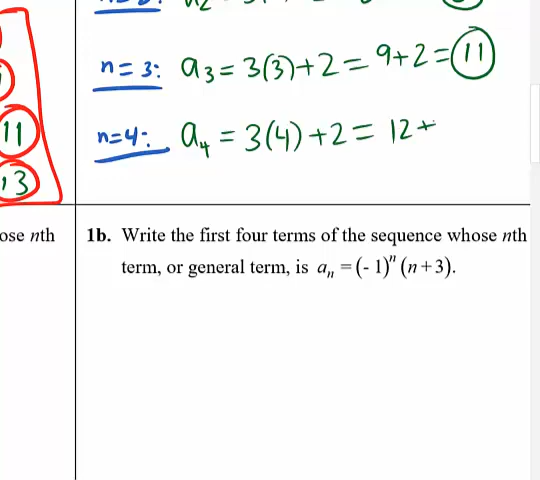 n=3: a₃ = 3(3)+2 = 9+2 = 11
11
n=4: a₄ = 3(4)+2 = 12+
13
ose nth
1b. Write the first four terms of the sequence whose nth
term, or general term, is aₙ = (- 1)ⁿ (n+3).